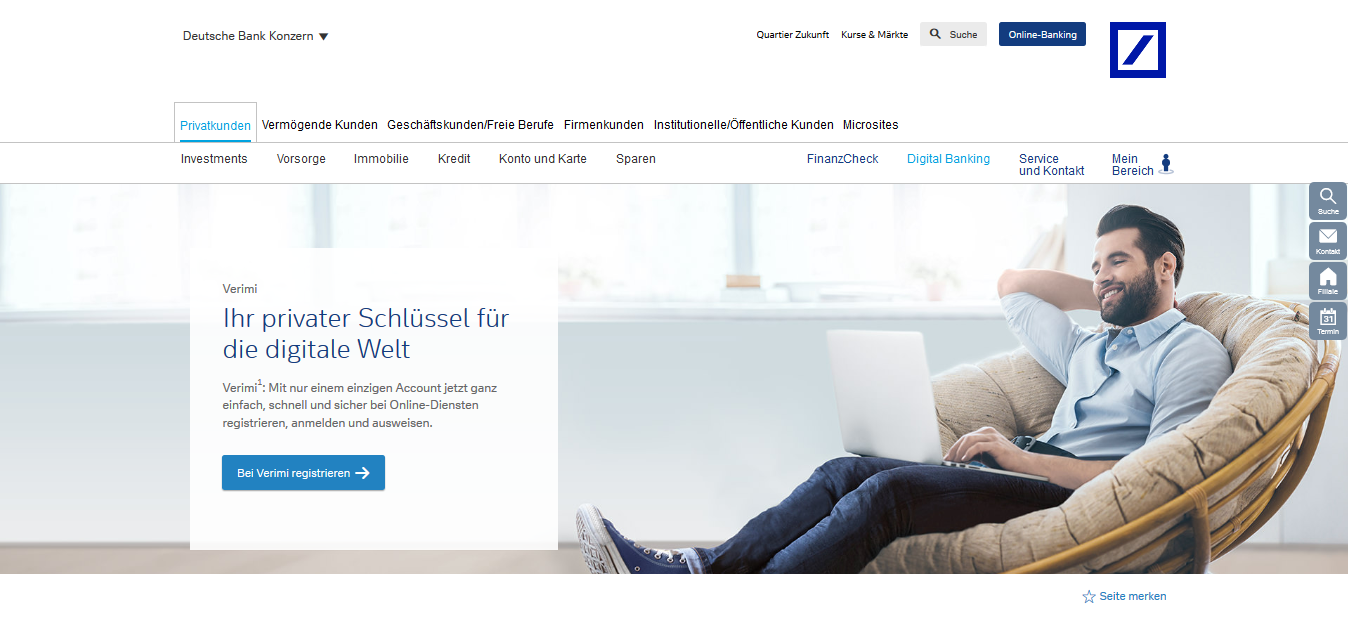 Deutsche Bank Konzern ▼
Quartier Zukunft Kurse & Märkte Suche Online-Banking
Privatkunden Vermögende Kunden Geschäftskunden/Freie Berufe Firmenkunden Institutionelle/Öffentliche Kunden Microsites
Investments Vorsorge Immobilie Kredit Konto und Karte Sparen FinanzCheck Digital Banking Service Mein
und Kontakt Bereich
Suche
Kontakt
Filiale
31
Termin
Verimi
Ihr privater Schlüssel für
die digitale Welt
Verimi¹: Mit nur einem einzigen Account jetzt ganz
einfach, schnell und sicher bei Online-Diensten
registrieren, anmelden und ausweisen.
Bei Verimi registrieren →
Seite merken